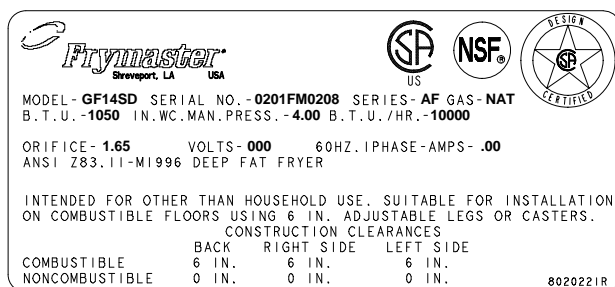 Frymaster®
Shreveport, LA USA
SA
US
NSF®
DESIGN
SA
CERTIFIED
MODEL- GF14SD SERIAL NO.-0201FM0208 SERIES- AF GAS- NAT
B.T.U.-1050 IN.WC.MAN.PRESS.-4.00 B.T.U./HR.-10000
ORIFICE- 1.65 VOLTS- 000 60HZ.1PHASE-AMPS- .00
ANSI Z83.11-M1996 DEEP FAT FRYER
INTENDED FOR OTHER THAN HOUSEHOLD USE. SUITABLE FOR INSTALLATION
ON COMBUSTIBLE FLOORS USING 6 IN. ADJUSTABLE LEGS OR CASTERS.
CONSTRUCTION CLEARANCES
BACK RIGHT SIDE LEFT SIDE
COMBUSTIBLE 6 IN. 6 IN. 6 IN.
NONCOMBUSTIBLE 0 IN. 0 IN. 0 IN.
8020221R